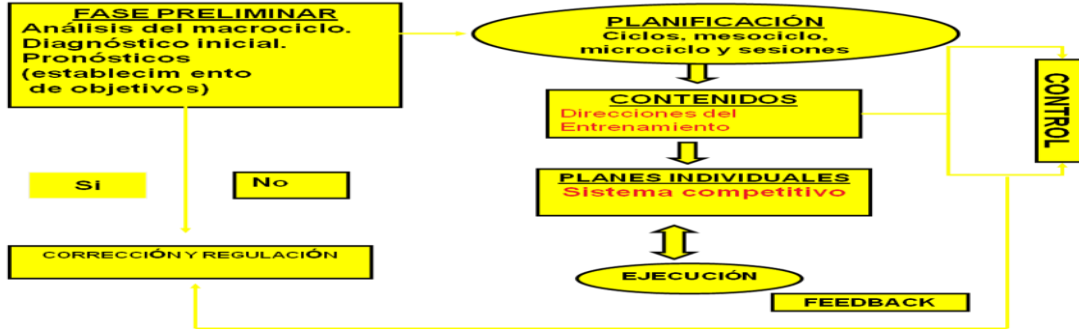 FASE PRELIMINAR
Análisis del macrociclo.
Diagnóstico inicial.
Pronósticos
(establecim ento
de objetivos)
PLANIFICACIÓN
Ciclos, mesociclo,
microciclo y sesiones
CONTENIDOS
Direcciones del
Entrenamiento
CONTROL
PLANES INDIVIDUALES
Sistema competitivo
Si
No
CORRECCIÓN Y REGULACIÓN
EJECUCIÓN
FEEDBACK